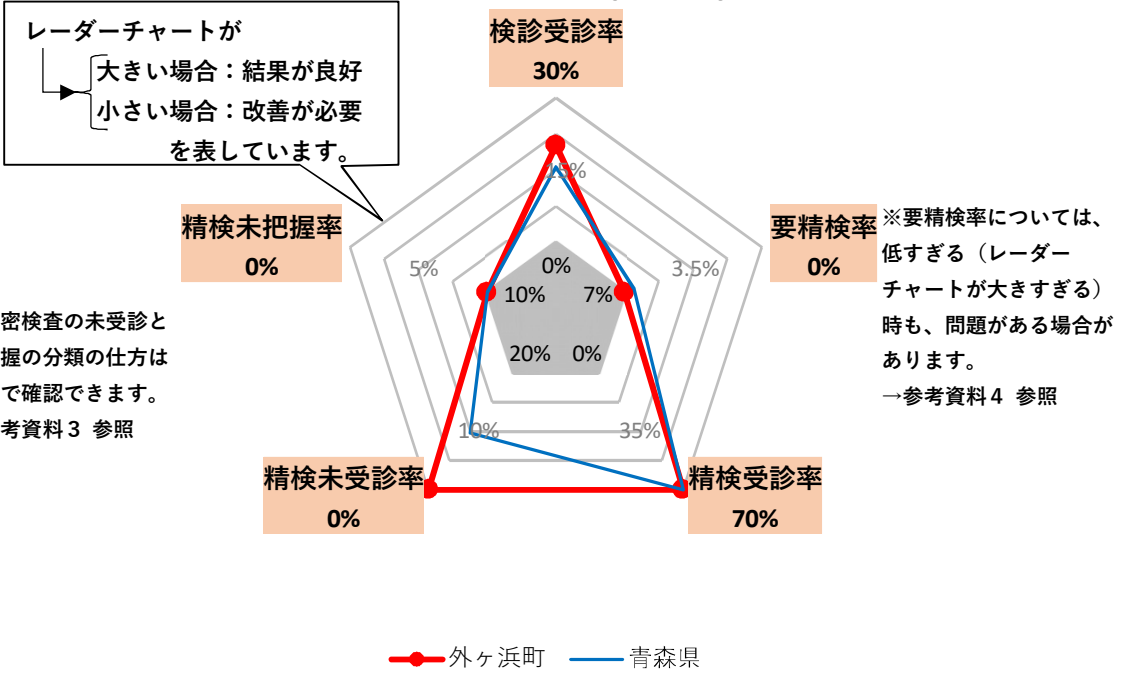 レーダーチャートが
大きい場合：結果が良好
小さい場合：改善が必要
を表しています。
検診受診率
30%
15%
精検未把握率
0%
5%
要精検率
0%
3.5%
※要精検率については、
低すぎる（レーダー
チャートが大きすぎる）
時も、問題がある場合が
あります。
→参考資料４ 参照
0%
10%
7%
20%
0%
密検査の未受診と
握の分類の仕方は
で確認できます。
考資料３ 参照
10%
35%
精検未受診率
0%
精検受診率
70%
外ヶ浜町
青森県